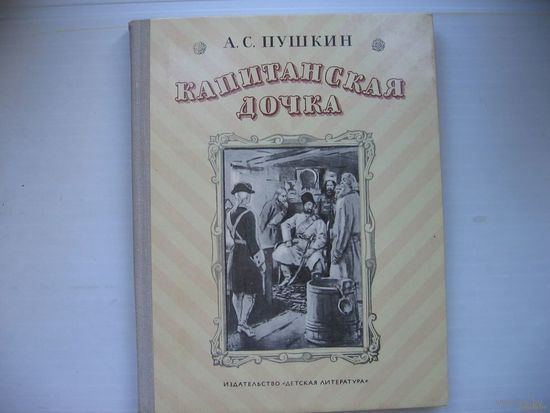 А. С. ПУШКИН
КАПИТАНСКАЯ
ДОЧКА
ИЗДАТЕЛЬСТВО «ДЕТСКАЯ ЛИТЕРАТУРА»